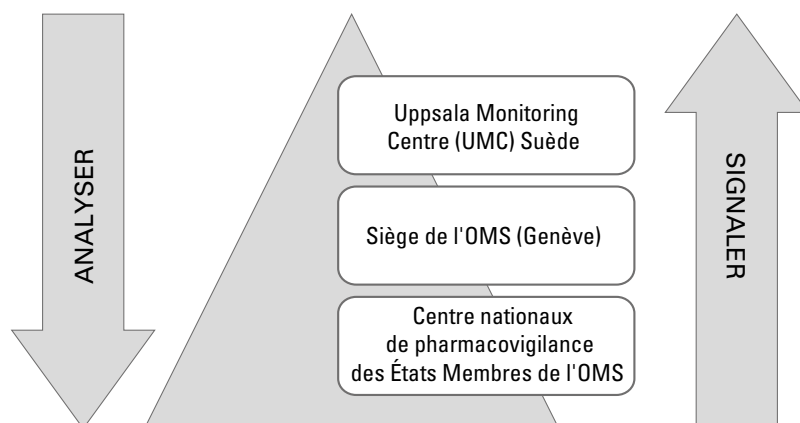 ANALYSER
Uppsala Monitoring
Centre (UMC) Suède
Siège de l'OMS (Genève)
Centre nationaux
de pharmacovigilance
des États Membres de l'OMS
SIGNALER